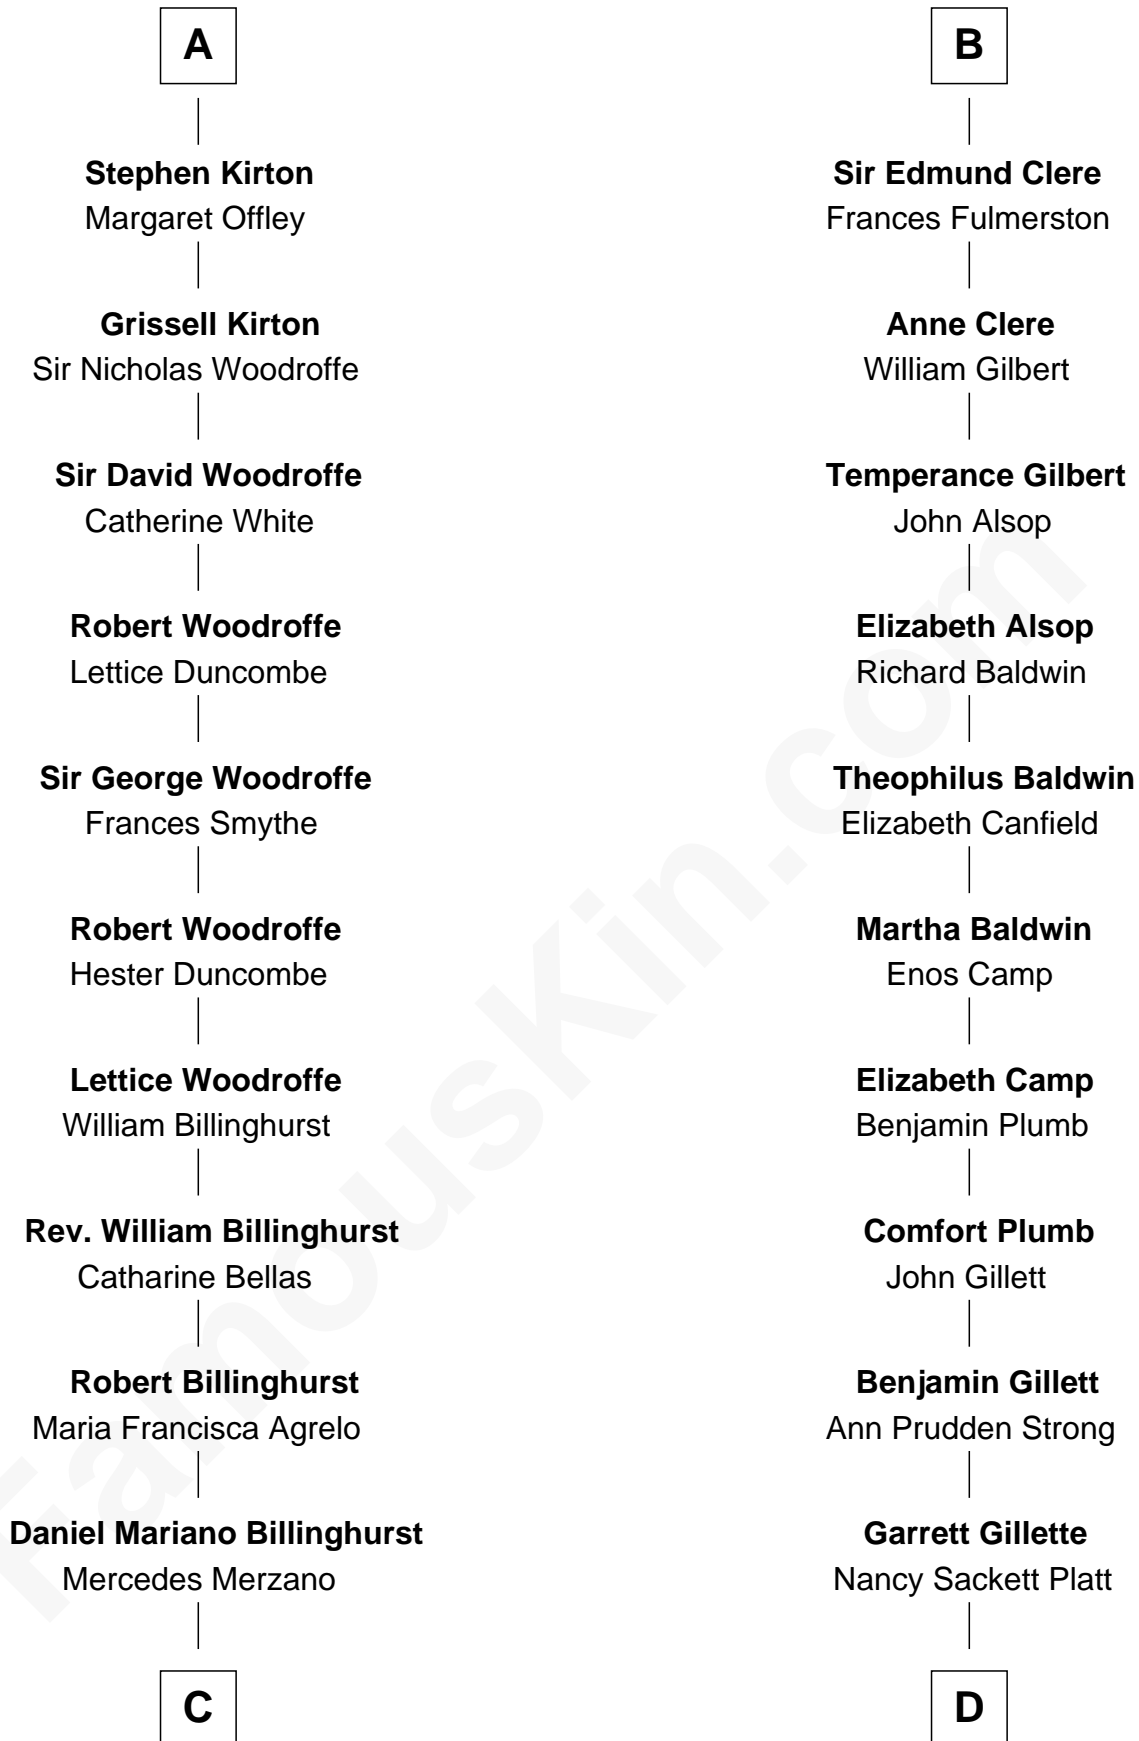 A
Stephen Kirton
Margaret Offley
Grissell Kirton
Sir Nicholas Woodroffe
Sir David Woodroffe
Catherine White
Robert Woodroffe
Lettice Duncombe
Sir George Woodroffe
Frances Smythe
Robert Woodroffe
Hester Duncombe
Lettice Woodroffe
William Billinghurst
Rev. William Billinghurst
Catharine Bellas
Robert Billinghurst
Maria Francisca Agrelo
Daniel Mariano Billinghurst
Mercedes Merzano
C
B
Sir Edmund Clere
Frances Fulmerston
Anne Clere
William Gilbert
Temperance Gilbert
John Alsop
Elizabeth Alsop
Richard Baldwin
Theophilus Baldwin
Elizabeth Canfield
Martha Baldwin
Enos Camp
Elizabeth Camp
Benjamin Plumb
Comfort Plumb
John Gillett
Benjamin Gillett
Ann Prudden Strong
Garrett Gillette
Nancy Sackett Platt
D
FamousKin.com